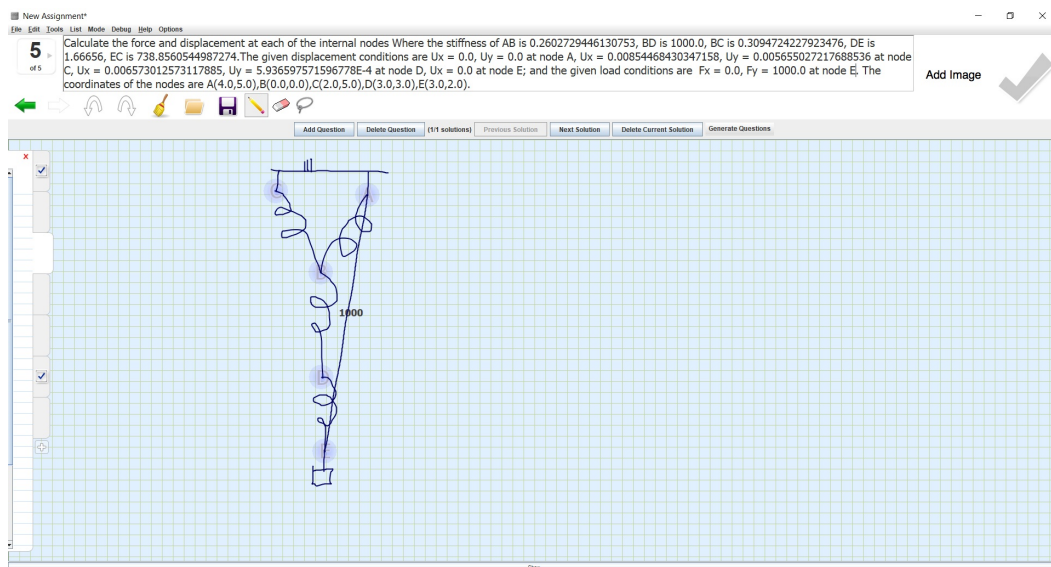 New Assignment*
File Edit Tools List Mode Debug Help Options
5
of 5
Calculate the force and displacement at each of the internal nodes Where the stiffness of AB is 0.2602729446130753, BD is 1000.0, BC is 0.3094724227923476, DE is
1.66656, EC is 738.8560544987274.The given displacement conditions are Ux = 0.0, Uy = 0.0 at node A, Ux = 0.00854468430347158, Uy = 0.005655027217688536 at node
C, Ux = 0.006573012573117885, Uy = 5.936597571596778E-4 at node D, Ux = 0.0 at node E; and the given load conditions are Fx = 0.0, Fy = 1000.0 at node E. The
coordinates of the nodes are A(4.0,5.0),B(0.0,0.0),C(2.0,5.0),D(3.0,3.0),E(3.0,2.0).
Add Image
Add Question
Delete Question
(1/1 solutions)
Previous Solution
Next Solution
Delete Current Solution
Generate Questions
x
1000